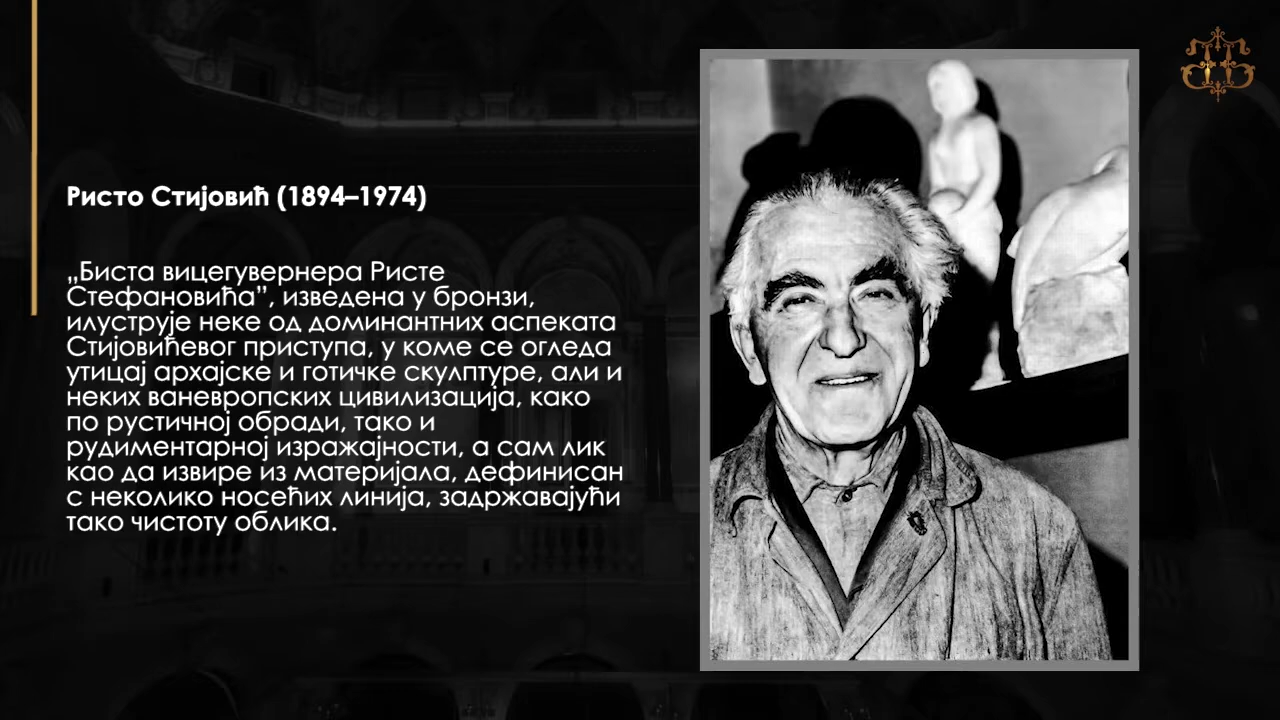 Ристо Стијовић (1894–1974)
„Биста вицегувернера Ристе
Стефановића”, изведена у бронзи,
илуструје неке од доминантних аспеката
Стијовићевог приступа, у коме се огледа
утицај архајске и готичке скулптуре, али и
неких ваневропских цивилизација, како
по рустичној обради, тако и
рудиментарној изражајности, а сам лик
као да извире из материјала, дефинисан
с неколико носећих линија, задржавајући
тако чистоту облика.